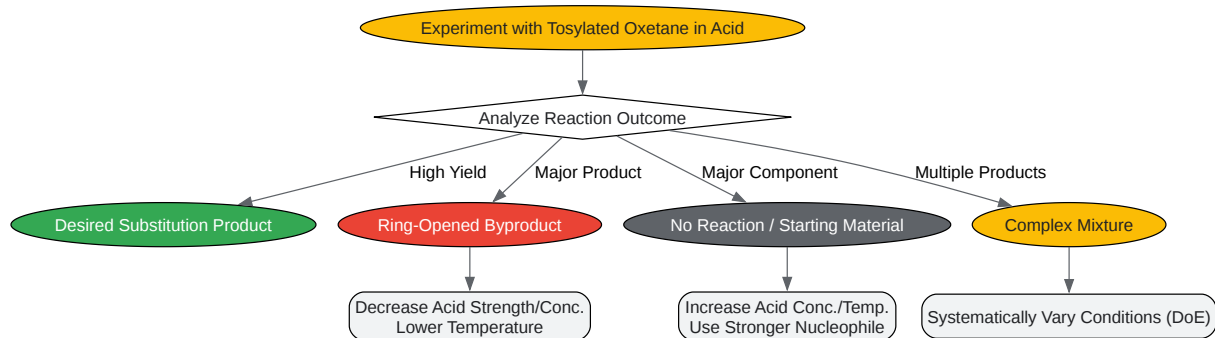 Experiment with Tosylated Oxetane in Acid
Analyze Reaction Outcome
High Yield
Major Product
Major Component
Multiple Products
Desired Substitution Product
Ring-Opened Byproduct
No Reaction / Starting Material
Complex Mixture
Decrease Acid Strength/Conc.
Lower Temperature
Increase Acid Conc./Temp.
Use Stronger Nucleophile
Systematically Vary Conditions (DoE)